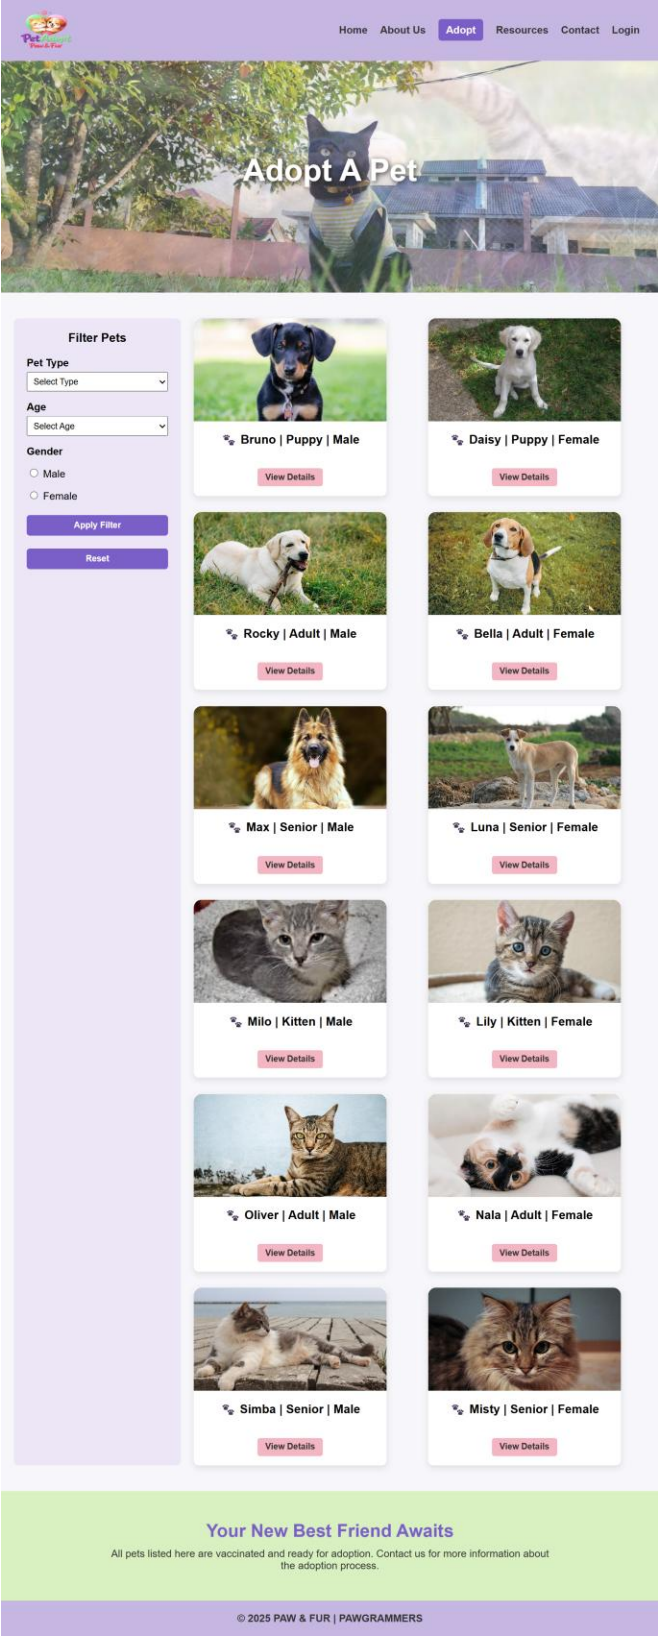 PetAdopt
Paw & Fur
Home About Us Adopt Resources Contact Login
Adopt A Pet
Filter Pets
Pet Type
Select Type
Age
Select Age
Gender
Male
Female
Apply Filter
Reset
Bruno | Puppy | Male
View Details
Daisy | Puppy | Female
View Details
Rocky | Adult | Male
View Details
Bella | Adult | Female
View Details
Max | Senior | Male
View Details
Luna | Senior | Female
View Details
Milo | Kitten | Male
View Details
Lily | Kitten | Female
View Details
Oliver | Adult | Male
View Details
Nala | Adult | Female
View Details
Simba | Senior | Male
View Details
Misty | Senior | Female
View Details
Your New Best Friend Awaits
All pets listed here are vaccinated and ready for adoption. Contact us for more information about
the adoption process.
© 2025 PAW & FUR | PAWGRAMMERS